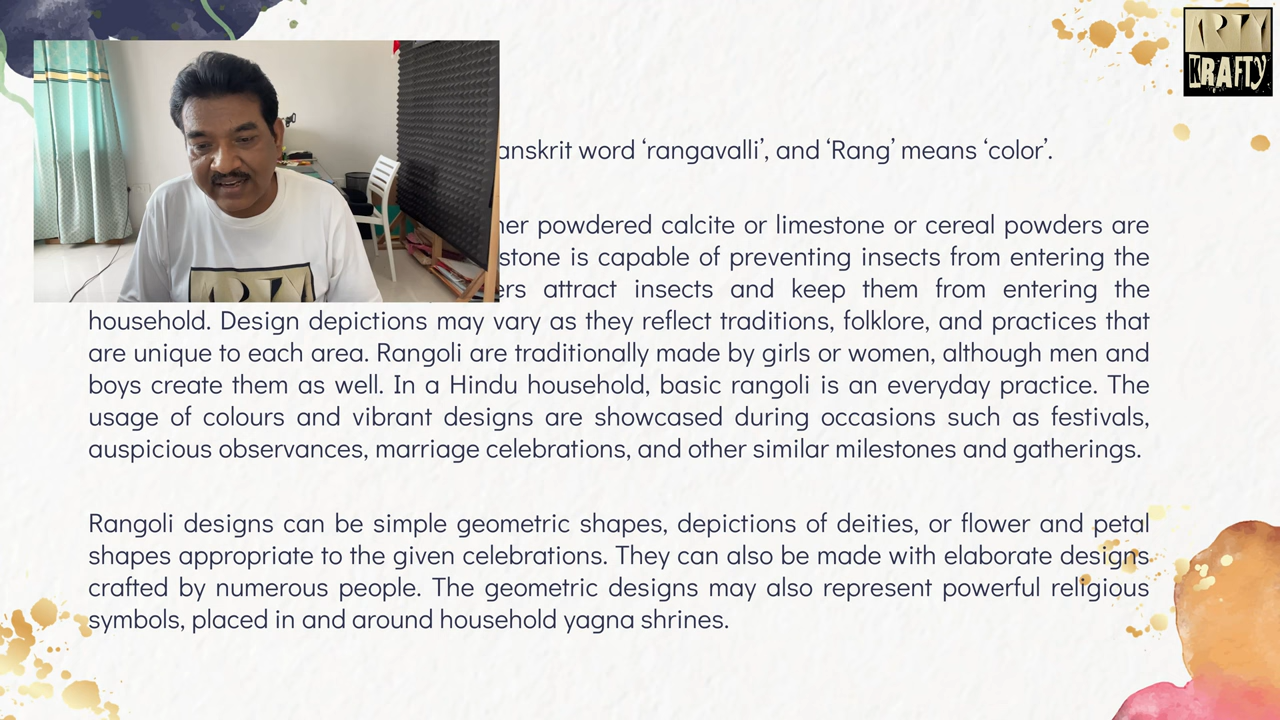 ARTY
KRAFTY
word ‘rangavalli’, and ‘Rang’ means ‘color’.
powdered calcite or limestone or cereal powders are
is capable of preventing insects from entering the
attract insects and keep them from entering the
household. Design depictions may vary as they reflect traditions, folklore, and practices that
are unique to each area. Rangoli are traditionally made by girls or women, although men and
boys create them as well. In a Hindu household, basic rangoli is an everyday practice. The
usage of colours and vibrant designs are showcased during occasions such as festivals,
auspicious observances, marriage celebrations, and other similar milestones and gatherings.
Rangoli designs can be simple geometric shapes, depictions of deities, or flower and petal
shapes appropriate to the given celebrations. They can also be made with elaborate designs
crafted by numerous people. The geometric designs may also represent powerful religious
symbols, placed in and around household yagna shrines.